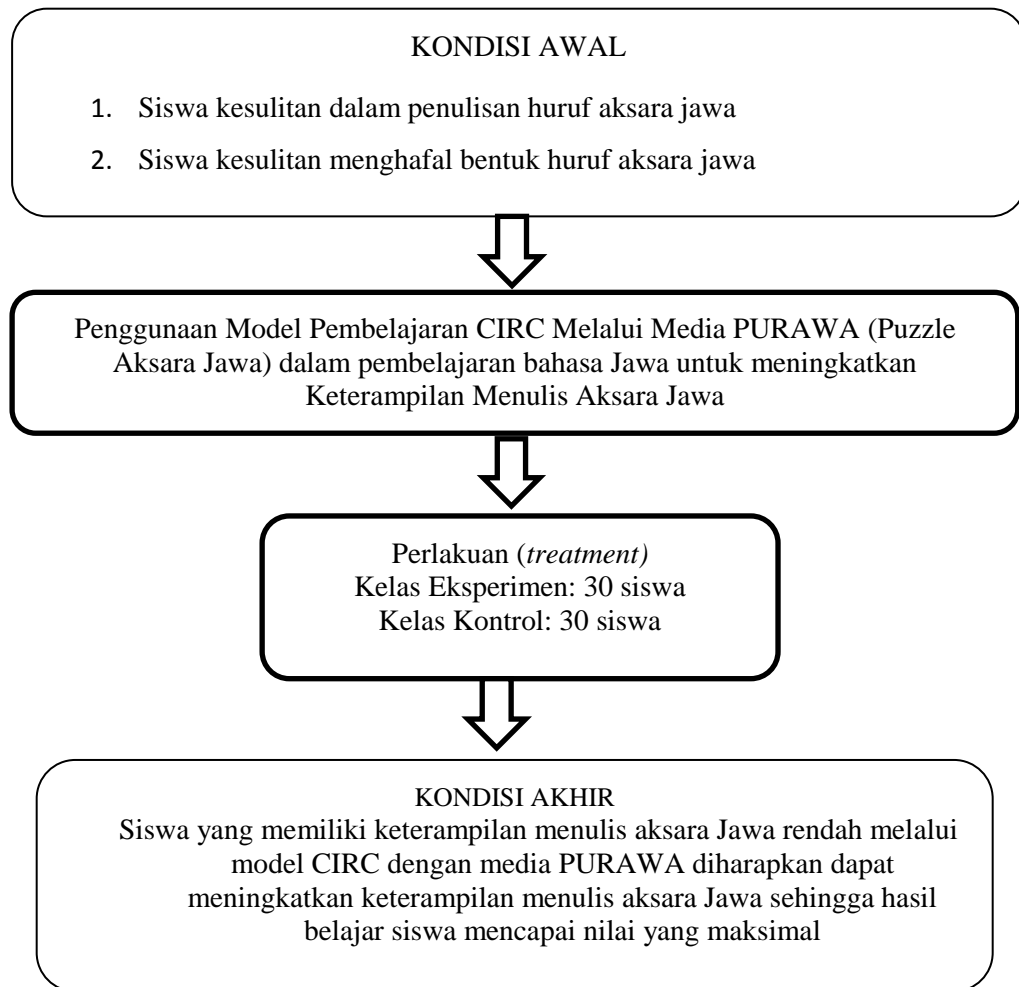 KONDISI AWAL
1. Siswa kesulitan dalam penulisan huruf aksara jawa
2. Siswa kesulitan menghafal bentuk huruf aksara jawa
Penggunaan Model Pembelajaran CIRC Melalui Media PURAWA (Puzzle
Aksara Jawa) dalam pembelajaran bahasa Jawa untuk meningkatkan
Keterampilan Menulis Aksara Jawa
Perlakuan (treatment)
Kelas Eksperimen: 30 siswa
Kelas Kontrol: 30 siswa
KONDISI AKHIR
Siswa yang memiliki keterampilan menulis aksara Jawa rendah melalui
model CIRC dengan media PURAWA diharapkan dapat
meningkatkan keterampilan menulis aksara Jawa sehingga hasil
belajar siswa mencapai nilai yang maksimal